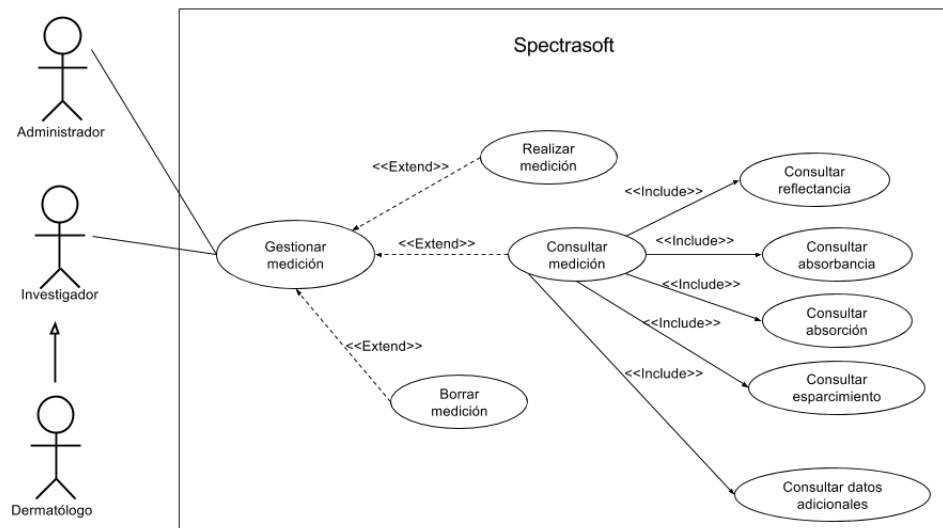 Spectrasoft
Administrador
Realizar
medición
<<Extend>>
Consultar
reflectancia
<<Include>>
Investigador
Gestionar
medición
<<Extend>>
Consultar
medición
<<Include>>
Consultar
absorbancia
<<Include>>
Consultar
absorción
<<Include>>
Consultar
esparcimiento
<<Extend>>
Borrar
medición
<<Include>>
Consultar datos
adicionales
Dermatólogo